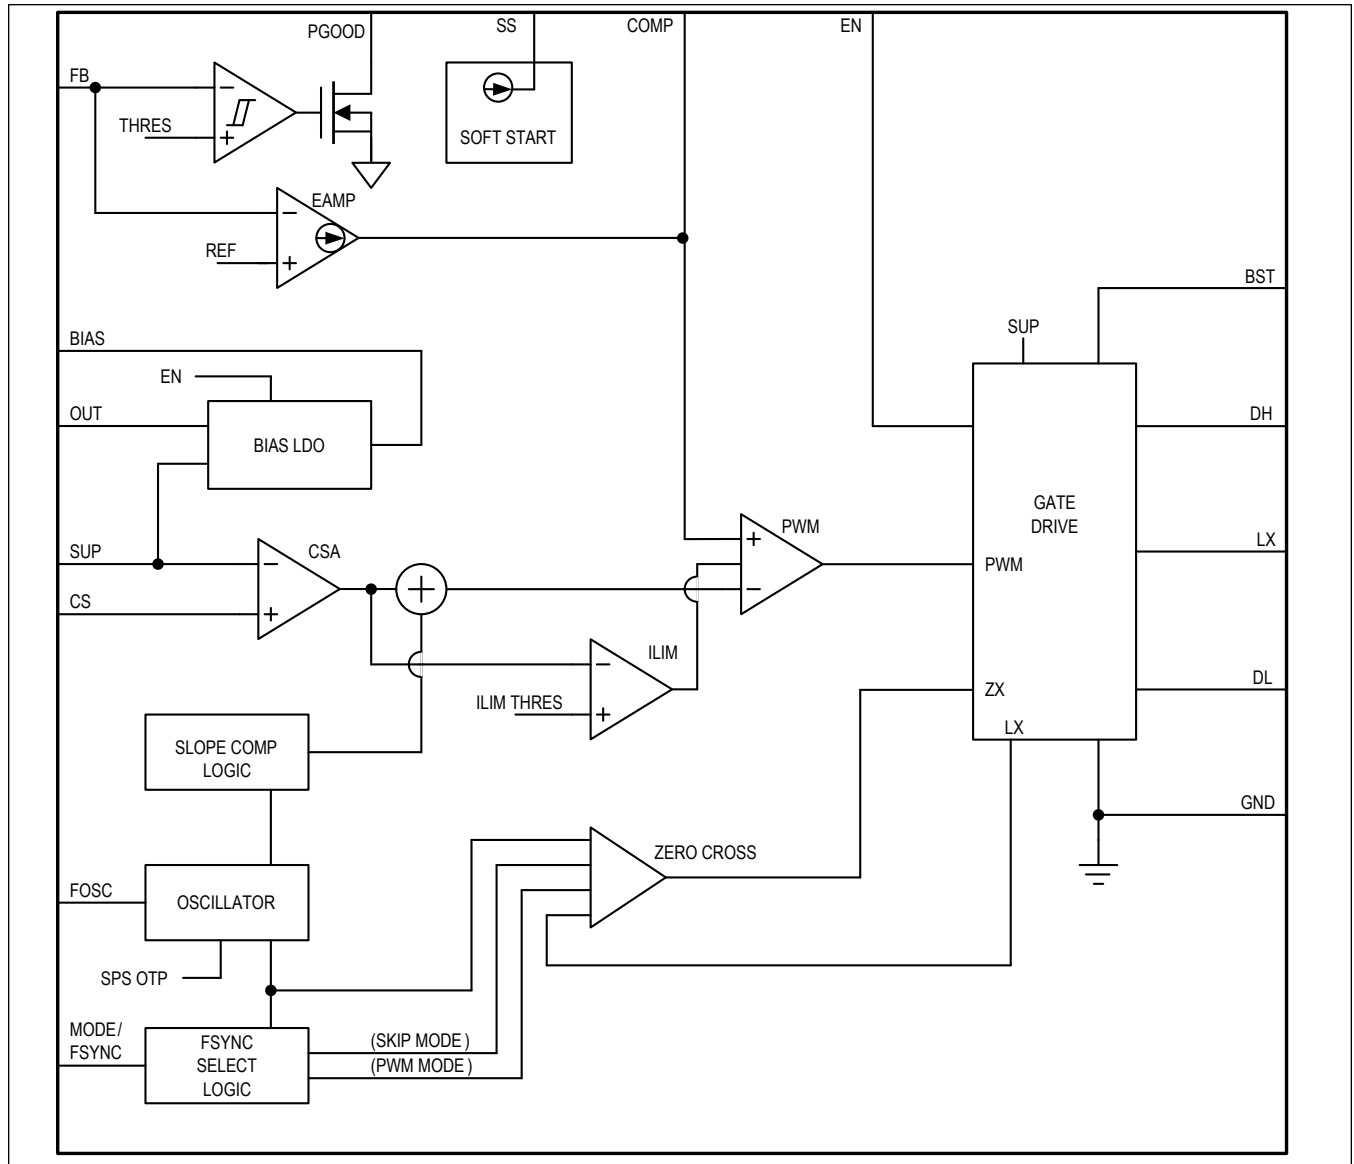 PGOOD
SS
COMP
EN
FB
−
THRES
+
SOFT START
EAMP
−
REF
+
BST
SUP
BIAS
EN
OUT
BIAS LDO
DH
GATE
DRIVE
PWM
+
−
PWM
LX
SUP
−
CSA
+
CS
+
ILIM
−
ILIM THRES
+
ZX
LX
DL
SLOPE COMP
LOGIC
GND
ZERO CROSS
FOSC
OSCILLATOR
SPS OTP
MODE/
FSYNC
FSYNC
SELECT
LOGIC
(SKIP MODE )
(PWM MODE )